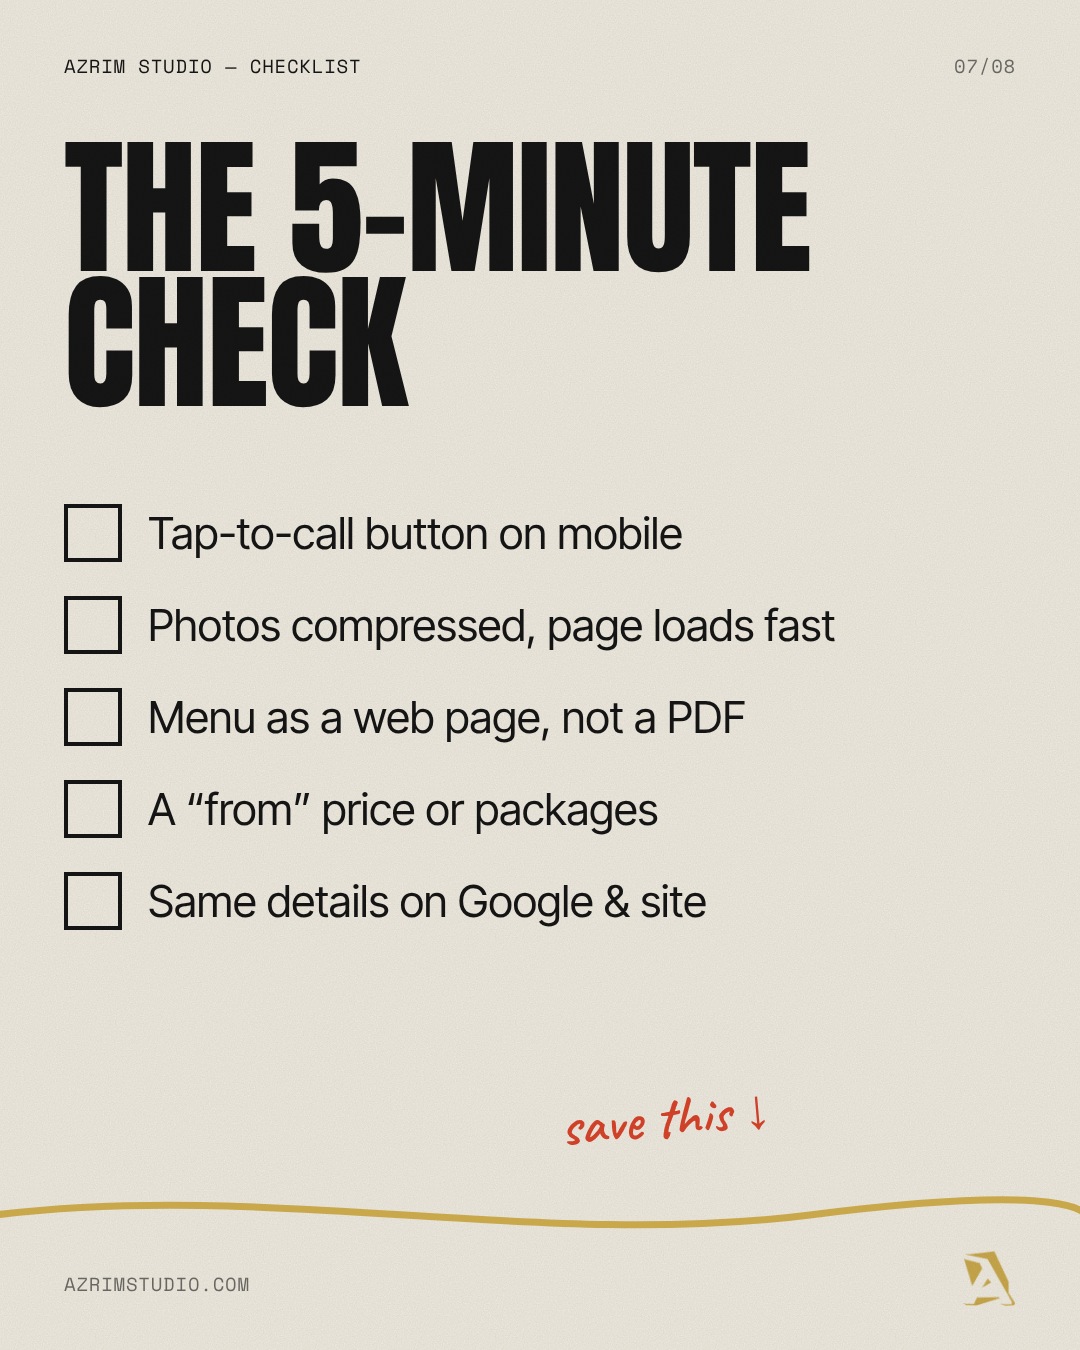 AZRIM STUDIO — CHECKLIST
07/08
THE 5-MINUTE
CHECK
Tap-to-call button on mobile
Photos compressed, page loads fast
Menu as a web page, not a PDF
A “from” price or packages
Same details on Google & site
save this ↓
AZRIMSTUDIO.COM